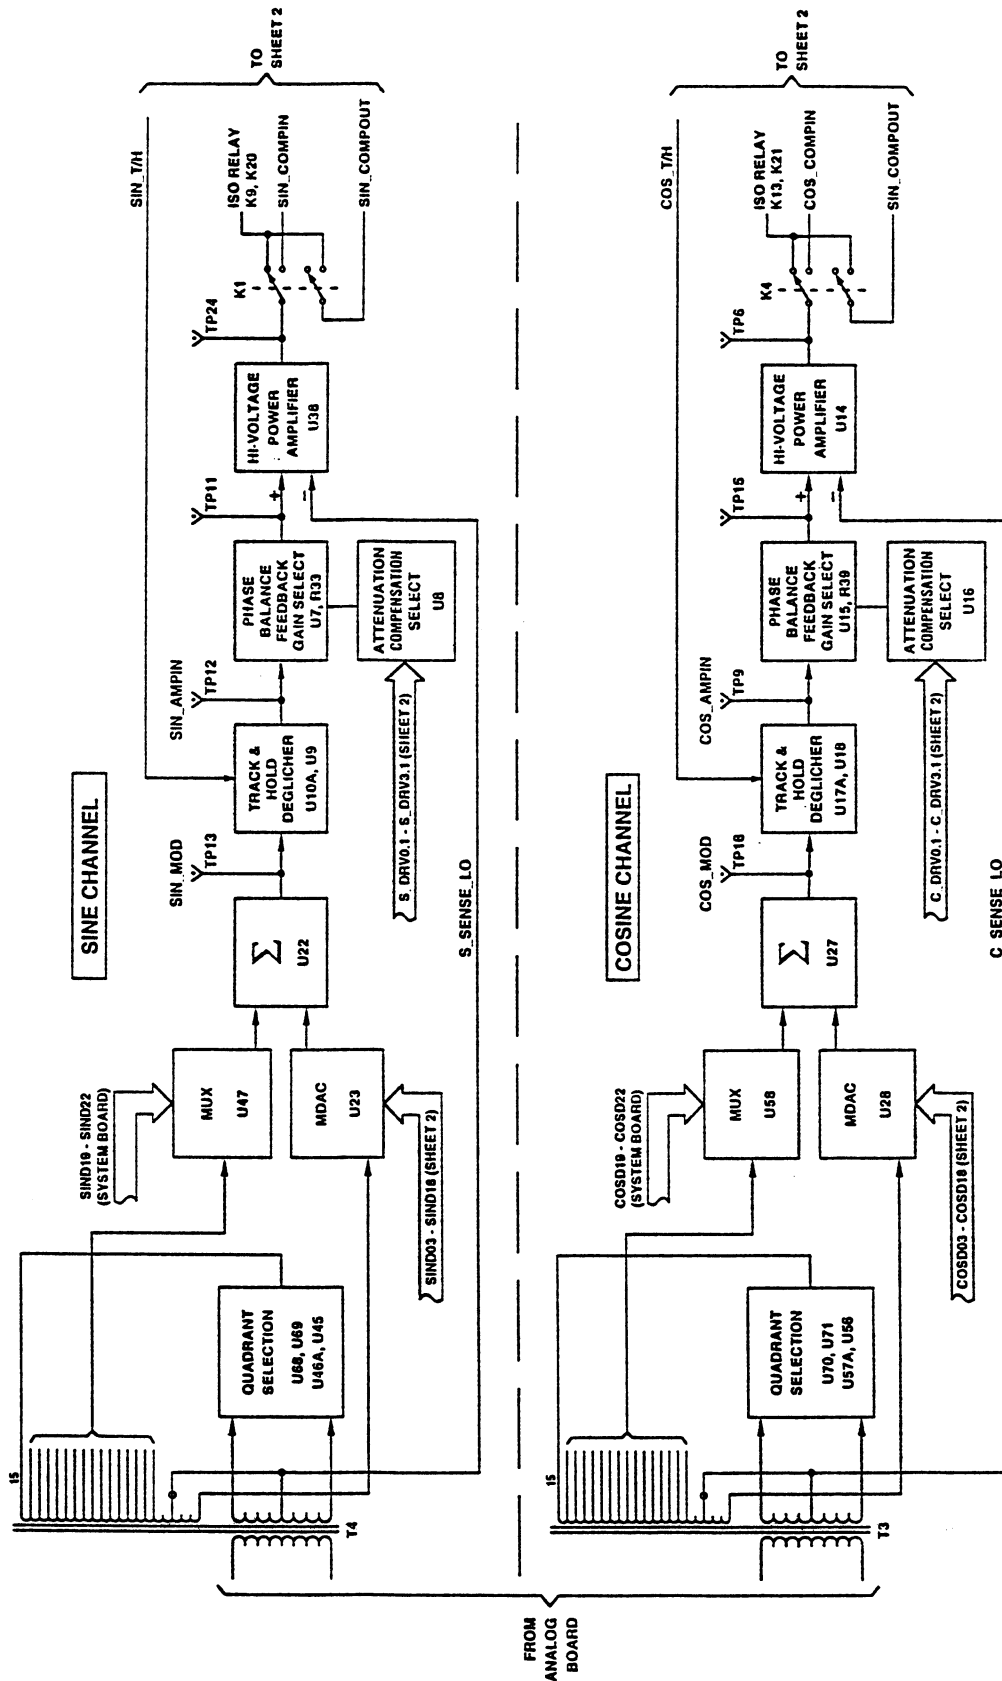 SINE CHANNEL
FROM
ANALOG
BOARD
T4
15
QUADRANT
SELECTION
U68, U69
U46A, U45
SIND19 - SIND22
(SYSTEM BOARD)
MUX
U47
MDAC
U23
SIND03 - SIND18 (SHEET 2)
Σ
U22
SIN_MOD
TP13
TRACK &
HOLD
DEGLICHER
U10A, U9
SIN_AMPIN
TP12
PHASE
BALANCE
FEEDBACK
GAIN SELECT
U7, R33
ATTENUATION
COMPENSATION
SELECT
U8
S_DRV0.1 - S_DRV3.1 (SHEET 2)
S_SENSE_LO
TP11
+
-
HI-VOLTAGE
POWER
AMPLIFIER
U38
TP24
K1
SIN_T/H
ISO RELAY
K9, K20
SIN_COMPIN
SIN_COMPOUT
TO
SHEET 2
COSINE CHANNEL
T3
15
QUADRANT
SELECTION
U70, U71
U57A, U56
COSD19 - COSD22
(SYSTEM BOARD)
MUX
U58
MDAC
U28
COSD03 - COSD18 (SHEET 2)
Σ
U27
COS_MOD
TP18
TRACK &
HOLD
DEGLICHER
U17A, U18
COS_AMPIN
TP9
PHASE
BALANCE
FEEDBACK
GAIN SELECT
U15, R39
ATTENUATION
COMPENSATION
SELECT
U16
C_DRV0.1 - C_DRV3.1 (SHEET 2)
C_SENSE_LO
TP15
+
-
HI-VOLTAGE
POWER
AMPLIFIER
U14
TP6
K4
COS_T/H
ISO RELAY
K13, K21
COS_COMPIN
SIN_COMPOUT
TO
SHEET 2